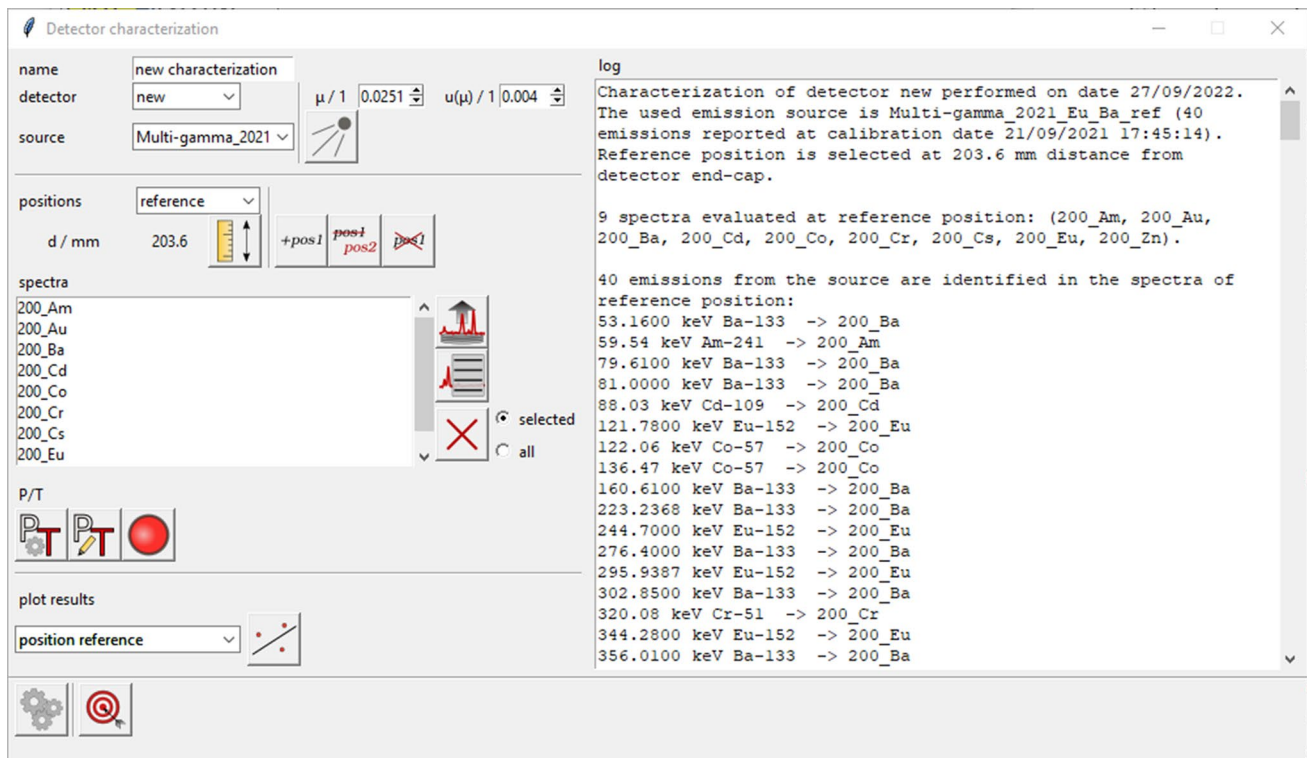 Detector characterization
name new characterization
detector new μ / 1 0.0251 u(μ) / 1 0.004
source Multi-gamma_2021
positions reference
d / mm 203.6 +pos1 pos1 pos2 pos1
spectra
200_Am
200_Au
200_Ba
200_Cd
200_Co
200_Cr
200_Cs
200_Eu
selected
all
P/T
PT PT
plot results
position reference
log
Characterization of detector new performed on date 27/09/2022.
The used emission source is Multi-gamma_2021_Eu_Ba_ref (40
emissions reported at calibration date 21/09/2021 17:45:14).
Reference position is selected at 203.6 mm distance from
detector end-cap.
9 spectra evaluated at reference position: (200_Am, 200_Au,
200_Ba, 200_Cd, 200_Co, 200_Cr, 200_Cs, 200_Eu, 200_Zn).
40 emissions from the source are identified in the spectra of
reference position:
53.1600 keV Ba-133 -> 200_Ba
59.54 keV Am-241 -> 200_Am
79.6100 keV Ba-133 -> 200_Ba
81.0000 keV Ba-133 -> 200_Ba
88.03 keV Cd-109 -> 200_Cd
121.7800 keV Eu-152 -> 200_Eu
122.06 keV Co-57 -> 200_Co
136.47 keV Co-57 -> 200_Co
160.6100 keV Ba-133 -> 200_Ba
223.2368 keV Ba-133 -> 200_Ba
244.7000 keV Eu-152 -> 200_Eu
276.4000 keV Ba-133 -> 200_Ba
295.9387 keV Eu-152 -> 200_Eu
302.8500 keV Ba-133 -> 200_Ba
320.08 keV Cr-51 -> 200_Cr
344.2800 keV Eu-152 -> 200_Eu
356.0100 keV Ba-133 -> 200_Ba